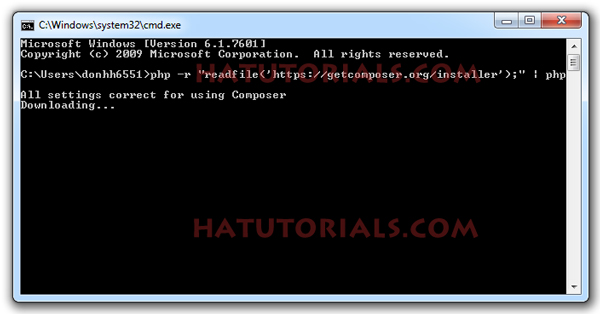 C:\Windows\system32\cmd.exe
Microsoft Windows [Version 6.1.7601]
Copyright (c) 2009 Microsoft Corporation.  All rights reserved.
C:\Users\donhh6551>php -r "readfile('https://getcomposer.org/installer');" | php
HATUTORIALS.COM
All settings correct for using Composer
Downloading...
HATUTORIALS.COM